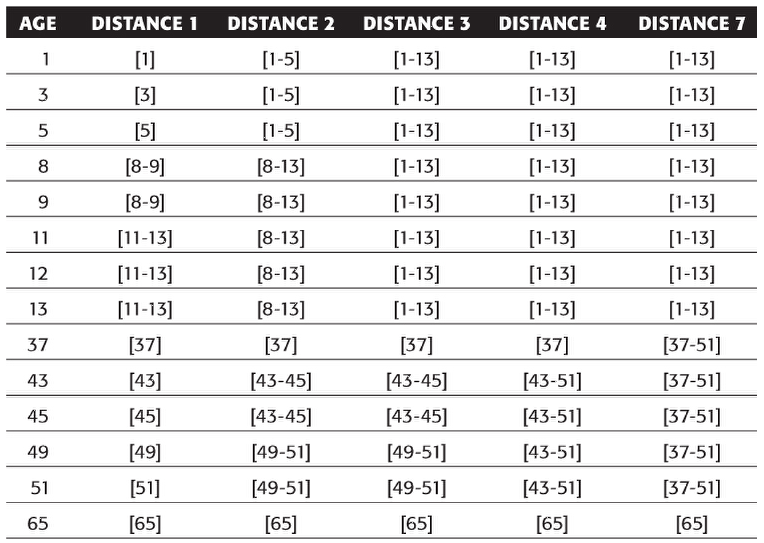 AGE DISTANCE 1 DISTANCE 2 DISTANCE 3 DISTANCE 4 DISTANCE 7
1 [1] [1-5] [1-13] [1-13] [1-13]
3 [3] [1-5] [1-13] [1-13] [1-13]
5 [5] [1-5] [1-13] [1-13] [1-13]
8 [8-9] [8-13] [1-13] [1-13] [1-13]
9 [8-9] [8-13] [1-13] [1-13] [1-13]
11 [11-13] [8-13] [1-13] [1-13] [1-13]
12 [11-13] [8-13] [1-13] [1-13] [1-13]
13 [11-13] [8-13] [1-13] [1-13] [1-13]
37 [37] [37] [37] [37] [37-51]
43 [43] [43-45] [43-45] [43-51] [37-51]
45 [45] [43-45] [43-45] [43-51] [37-51]
49 [49] [49-51] [49-51] [43-51] [37-51]
51 [51] [49-51] [49-51] [43-51] [37-51]
65 [65] [65] [65] [65] [65]